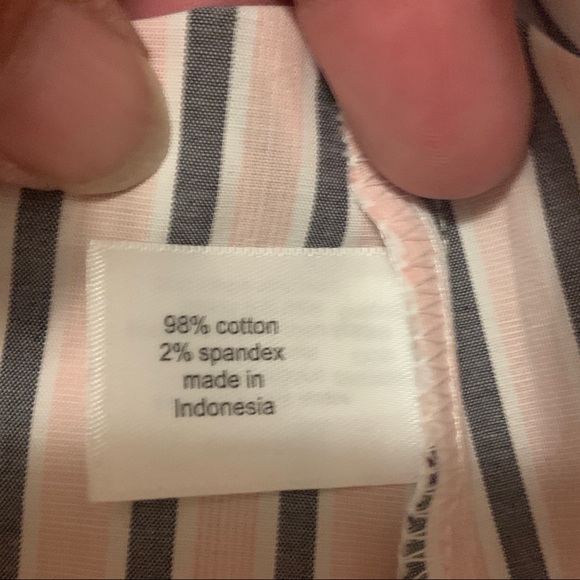 98% cotton
2% spandex
made in
Indonesia